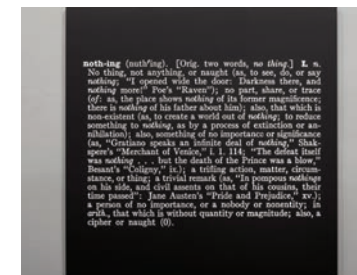 noth·ing (nuth'ing). [Orig. two words, no thing.] I. n.
No thing, not anything, or naught (as, to see, do, or say
nothing; "I opened wide the door: Darkness there, and
nothing more!" Poe's "Raven"); no part, share, or trace
(of: as, the place shows nothing of its former magnificence;
there is nothing of his father about him); also, that which is
non-existent (as, to create a world out of nothing; to reduce
something to nothing, as by a process of extinction or an-
nihilation); also, something of no importance or significance
(as, "Gratiano speaks an infinite deal of nothing," Shak-
spere's "Merchant of Venice," i. 1. 114; "The defeat itself
was nothing . . . but the death of the Prince was a blow,"
Besant's "Coligny," ix.); a trifling action, matter, circum-
stance, or thing; a trivial remark (as, "In pompous nothings
on his side, and civil assents on that of his cousins, their
time passed": Jane Austen's "Pride and Prejudice," xv.);
a person of no importance, or a nobody or nonentity; in
arith., that which is without quantity or magnitude; also, a
cipher or naught (0).